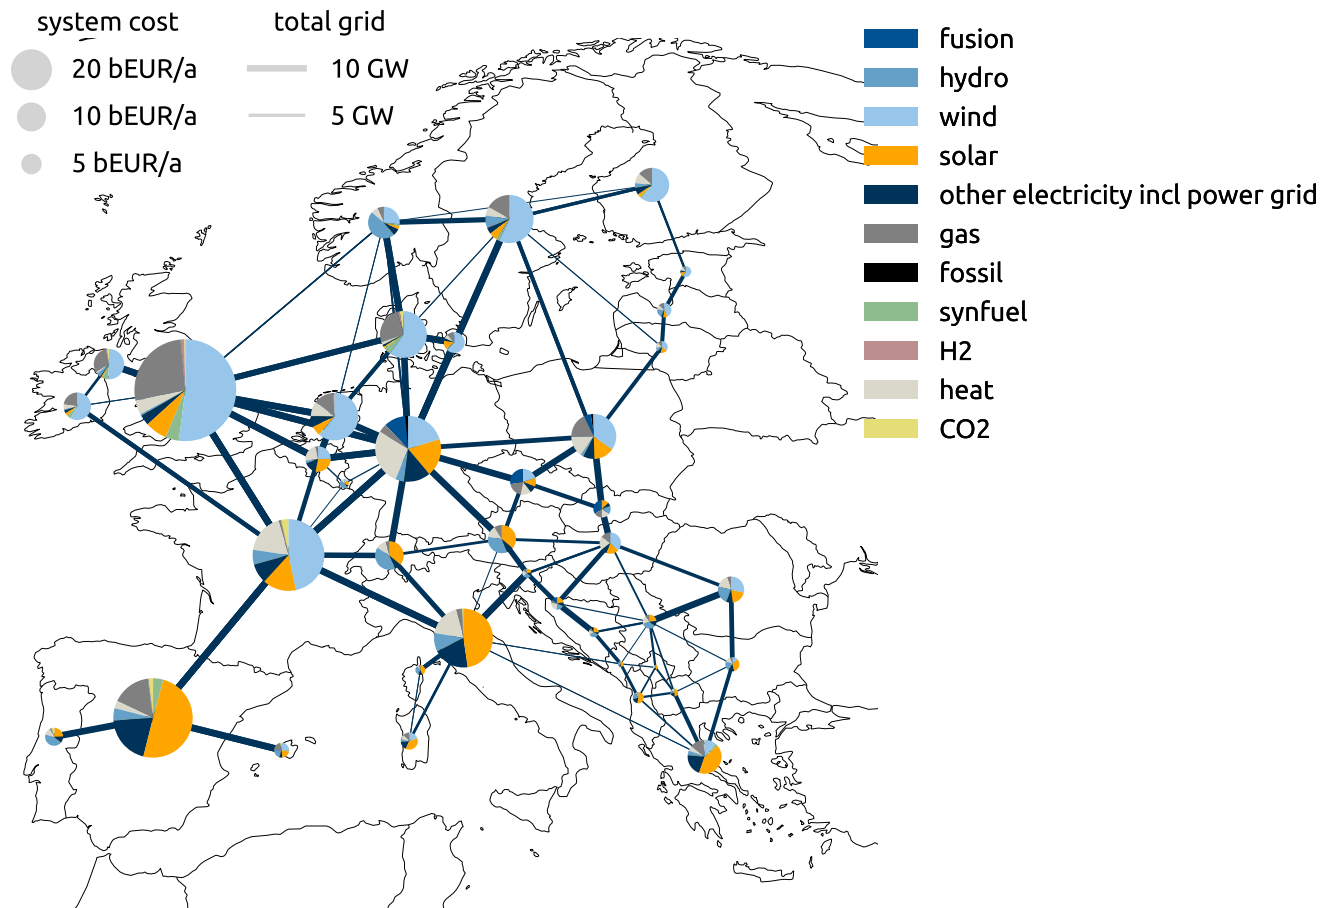 system cost
20 bEUR/a
10 bEUR/a
5 bEUR/a
total grid
10 GW
5 GW
fusion
hydro
wind
solar
other electricity incl power grid
gas
fossil
synfuel
H2
heat
CO2